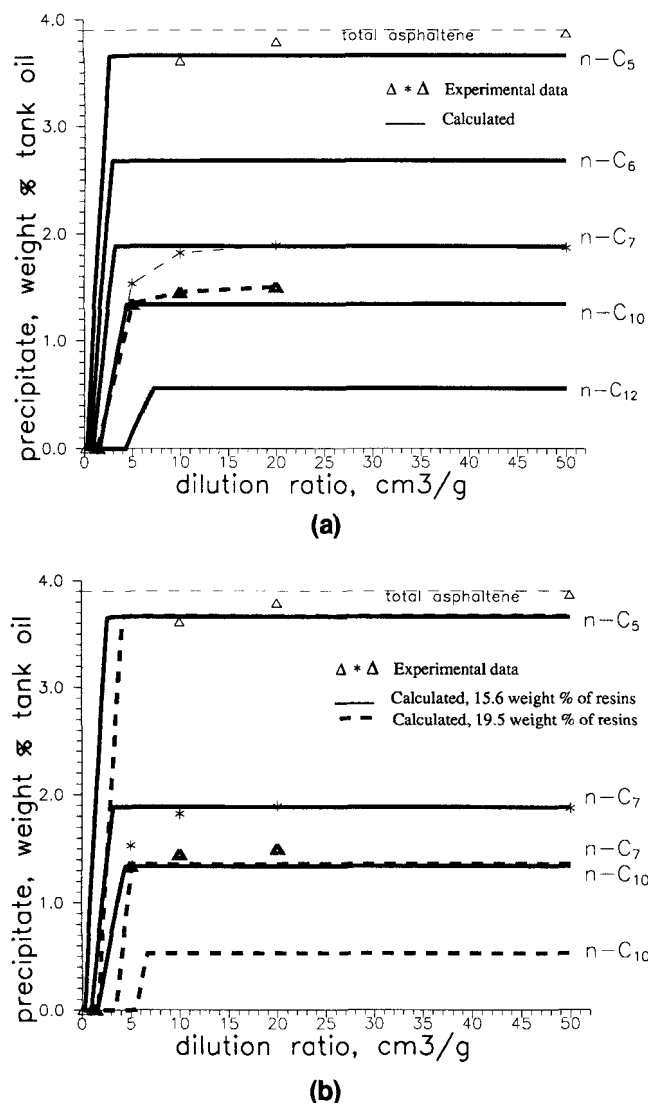 4.0
total asphaltene
n-C5
Δ * Δ Experimental data
Calculated
3.0
n-C6
2.0
n-C7
n-C10
1.0
n-C12
0.0
precipitate, weight % tank oil
0 5 10 15 20 25 30 35 40 45 50
dilution ratio, cm3/g
(a)
4.0
total asphaltene
n-C5
Δ * Δ Experimental data
Calculated, 15.6 weight % of resins
Calculated, 19.5 weight % of resins
3.0
2.0
n-C7
n-C7
n-C10
1.0
n-C10
0.0
precipitate, weight % tank oil
0 5 10 15 20 25 30 35 40 45 50
dilution ratio, cm3/g
(b)